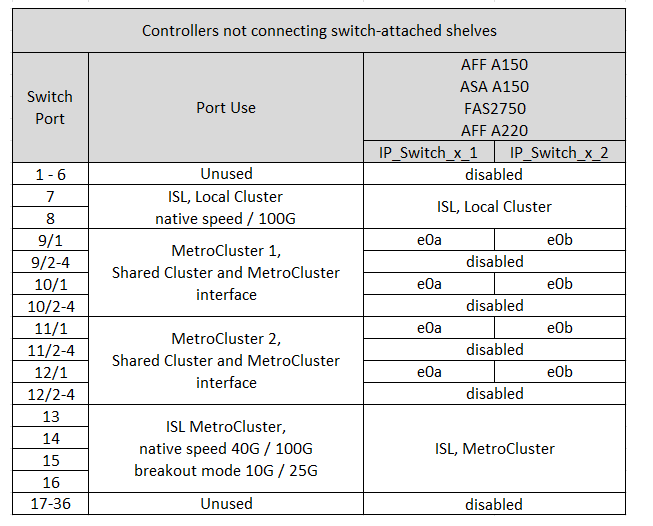 Controllers not connecting switch-attached shelves
Switch
Port
Port Use
AFF A150
ASA A150
FAS2750
AFF A220
IP_Switch_x_1 IP_Switch_x_2
1 - 6 Unused disabled
7
8
ISL, Local Cluster
native speed / 100G
ISL, Local Cluster
9/1 e0a e0b
9/2-4 disabled
10/1 e0a e0b
10/2-4 disabled
MetroCluster 1,
Shared Cluster and MetroCluster
interface
11/1 e0a e0b
11/2-4 disabled
12/1 e0a e0b
12/2-4 disabled
MetroCluster 2,
Shared Cluster and MetroCluster
interface
13
14
15
16
ISL MetroCluster,
native speed 40G / 100G
breakout mode 10G / 25G
ISL, MetroCluster
17-36 Unused disabled